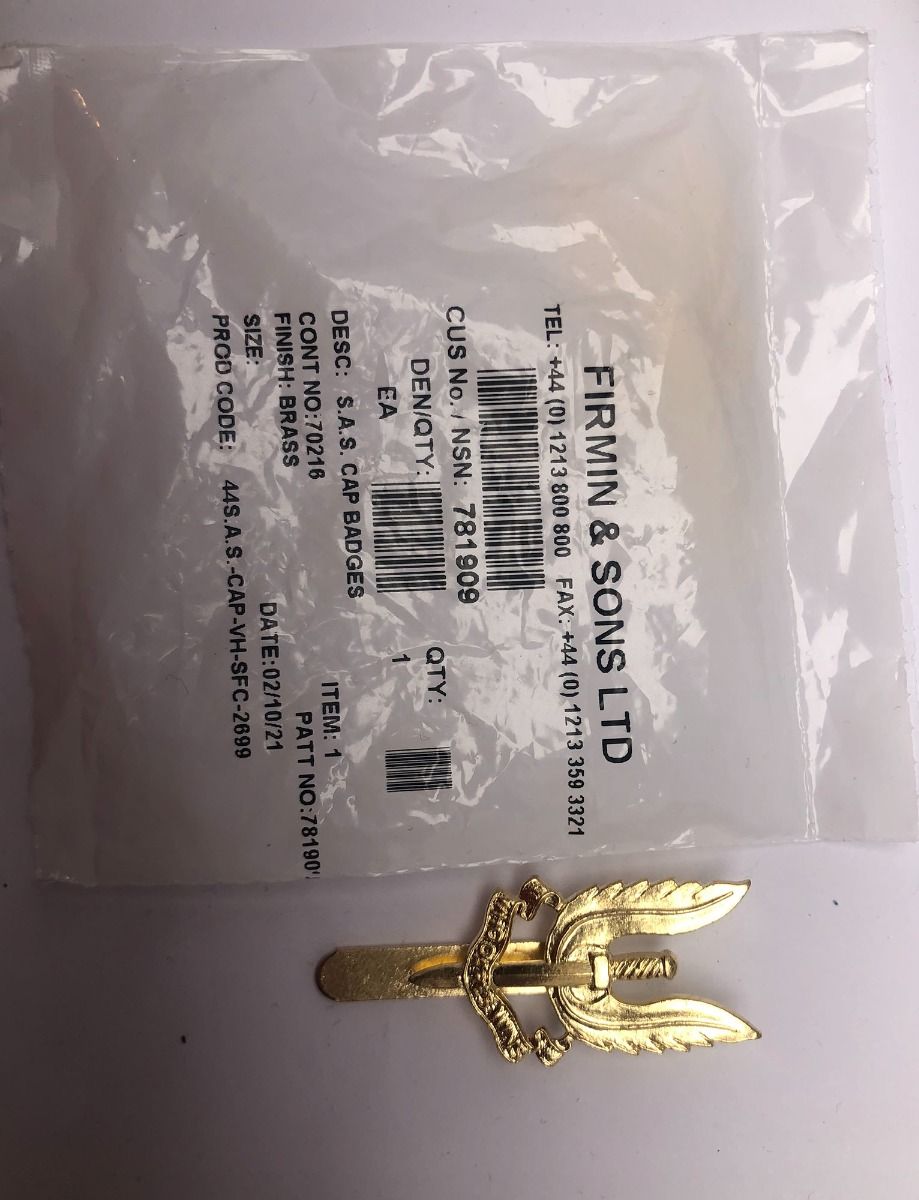 FIRMIN & SONS LTD
TEL: +44 (0) 1213 800 800 FAX: +44 (0) 1213 359 3321
CUS No. / NSN: 781909
DEN/QTY: QTY:
EA 1
DESC: S.A.S. CAP BADGES
CONT NO:70216 ITEM: 1
FINISH: BRASS PATT NO:78190
SIZE: DATE:02/10/21
PROD CODE: 44S.A.S.-CAP-VH-SFC-2699